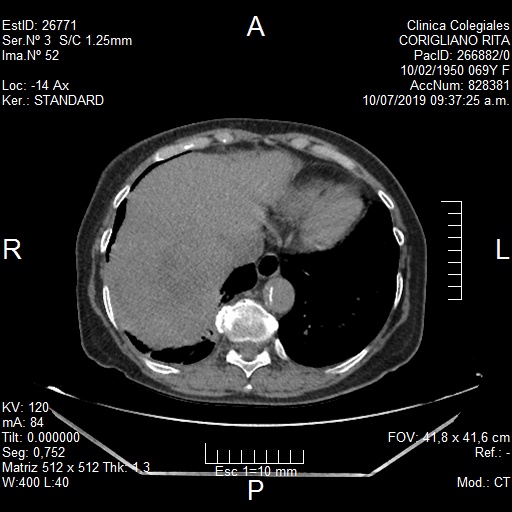 EstID: 26771
Ser.Nº 3 S/C 1.25mm
Ima.Nº 52
Loc: -14 Ax
Ker.: STANDARD
A
Clinica Colegiales
CORIGLIANO RITA
PacID: 266882/0
10/02/1950 069Y F
AccNum: 828381
10/07/2019 09:37:25 a.m.
R
L
KV: 120
mA: 84
Tilt: 0.000000
Seg: 0,752
Matriz 512 x 512 Thk: 1.3
W:400 L:40
Esc 1=10 mm
P
FOV: 41,8 x 41,6 cm
Ref.: -
Mod.: CT